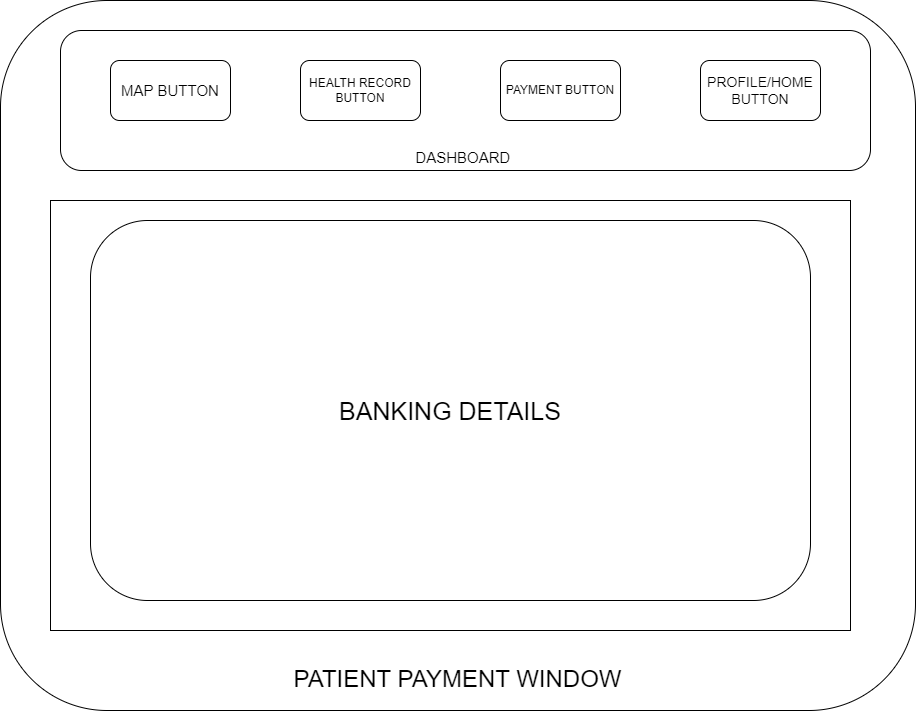 MAP BUTTON
HEALTH RECORD
BUTTON
PAYMENT BUTTON
PROFILE/HOME
BUTTON
DASHBOARD
BANKING DETAILS
PATIENT PAYMENT WINDOW